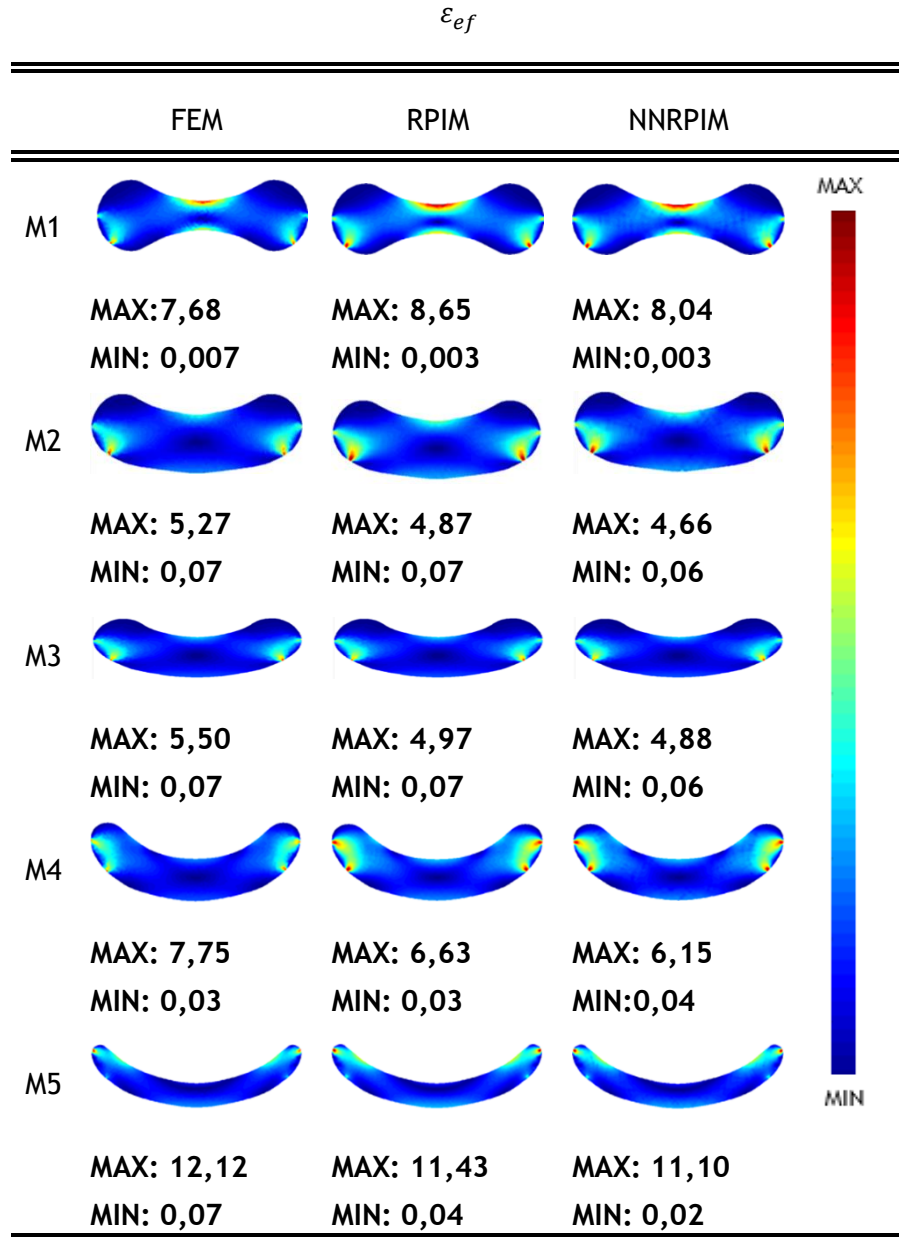 ε_ef
FEM RPIM NNRPIM
MAX
M1
MAX:7,68 MAX: 8,65 MAX: 8,04
MIN: 0,007 MIN: 0,003 MIN:0,003
M2
MAX: 5,27 MAX: 4,87 MAX: 4,66
MIN: 0,07 MIN: 0,07 MIN: 0,06
M3
MAX: 5,50 MAX: 4,97 MAX: 4,88
MIN: 0,07 MIN: 0,07 MIN: 0,06
M4
MAX: 7,75 MAX: 6,63 MAX: 6,15
MIN: 0,03 MIN: 0,03 MIN:0,04
M5
MIN
MAX: 12,12 MAX: 11,43 MAX: 11,10
MIN: 0,07 MIN: 0,04 MIN: 0,02